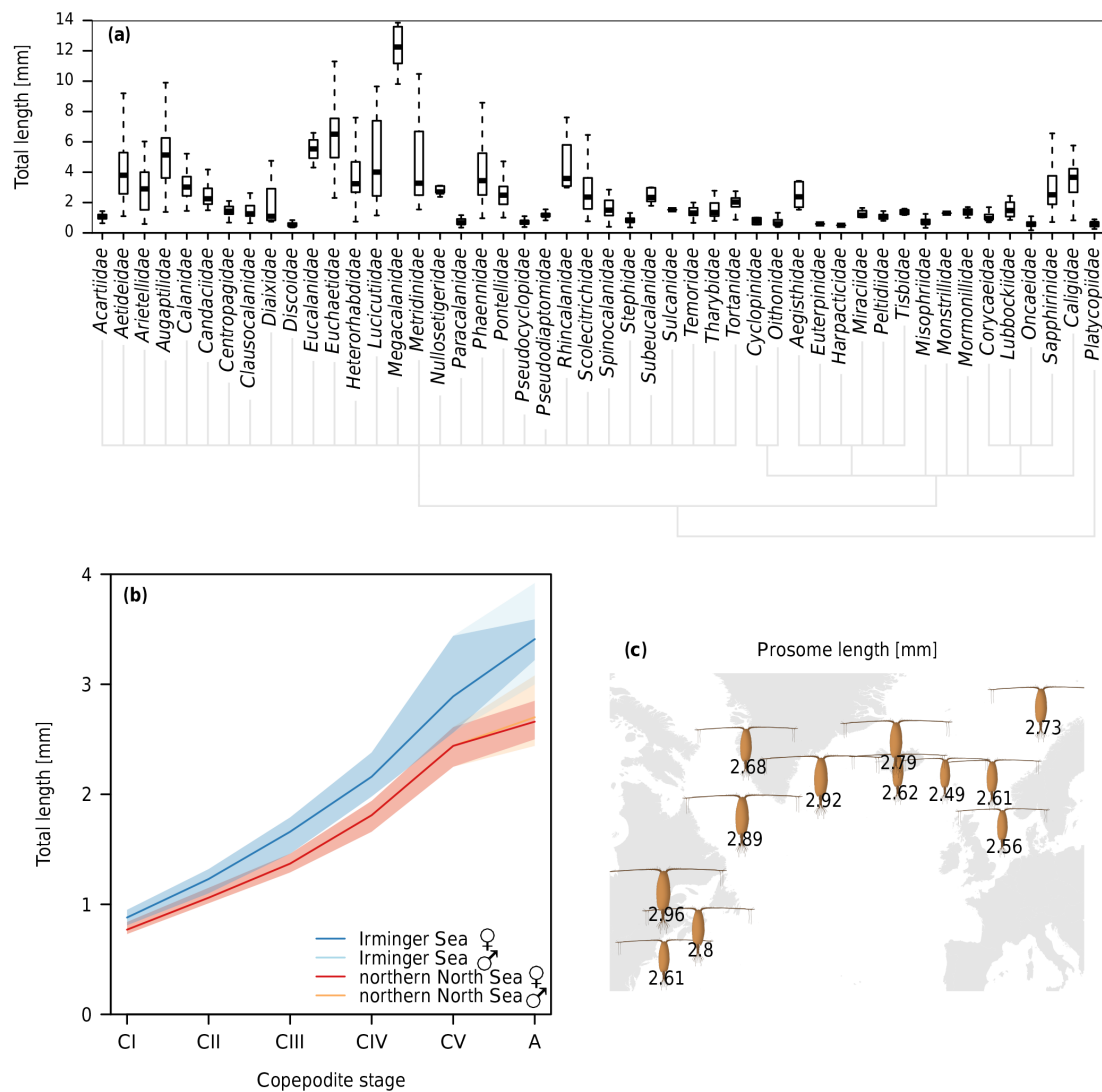 (a)
Total length [mm]
14
12
10
8
6
4
2
0
Acartiidae
Aetideidae
Arietellidae
Augaptilidae
Calanidae
Candaciidae
Centropagidae
Clausocalanidae
Diaixidae
Discoidae
Eucalanidae
Euchaetidae
Heterorhabdidae
Lucicutiidae
Megacalanidae
Metridinidae
Nullosetigeridae
Paracalanidae
Phaennidae
Pontellidae
Pseudocyclopidae
Pseudodiaptomidae
Rhincalanidae
Scolecitrichidae
Spinocalanidae
Stephidae
Subeucalanidae
Sulcanidae
Temoridae
Tharybidae
Tortanidae
Cyclopinidae
Oithonidae
Aegisthidae
Euterpinidae
Harpacticidae
Miraciidae
Peltidiidae
Tisbidae
Misophriidae
Monstrillidae
Mormonillidae
Corycaeidae
Lubbockiidae
Oncaeidae
Sapphirinidae
Caligidae
Platycopiidae
(b)
Total length [mm]
4
3
2
1
0
Irminger Sea ♀
Irminger Sea ♂
northern North Sea ♀
northern North Sea ♂
CI CII CIII CIV CV A
Copepodite stage
(c) Prosome length [mm]
2.73
2.68
2.79
2.92
2.62
2.49
2.61
2.89
2.56
2.96
2.8
2.61